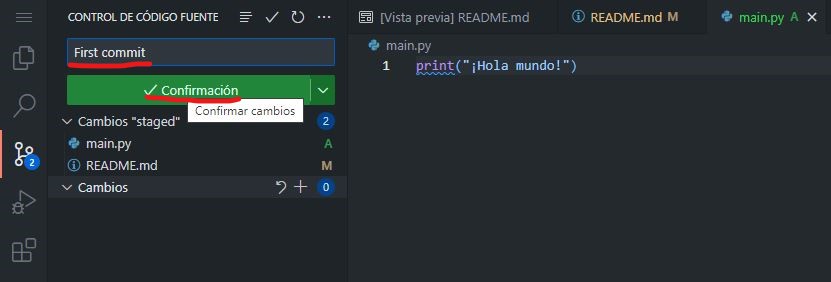 CONTROL DE CÓDIGO FUENTE
First commit
Confirmación
Confirmar cambios
Cambios "staged" 2
main.py A
README.md M
Cambios 0
2
[Vista previa] README.md README.md M main.py A
main.py
1 print("¡Hola mundo!")